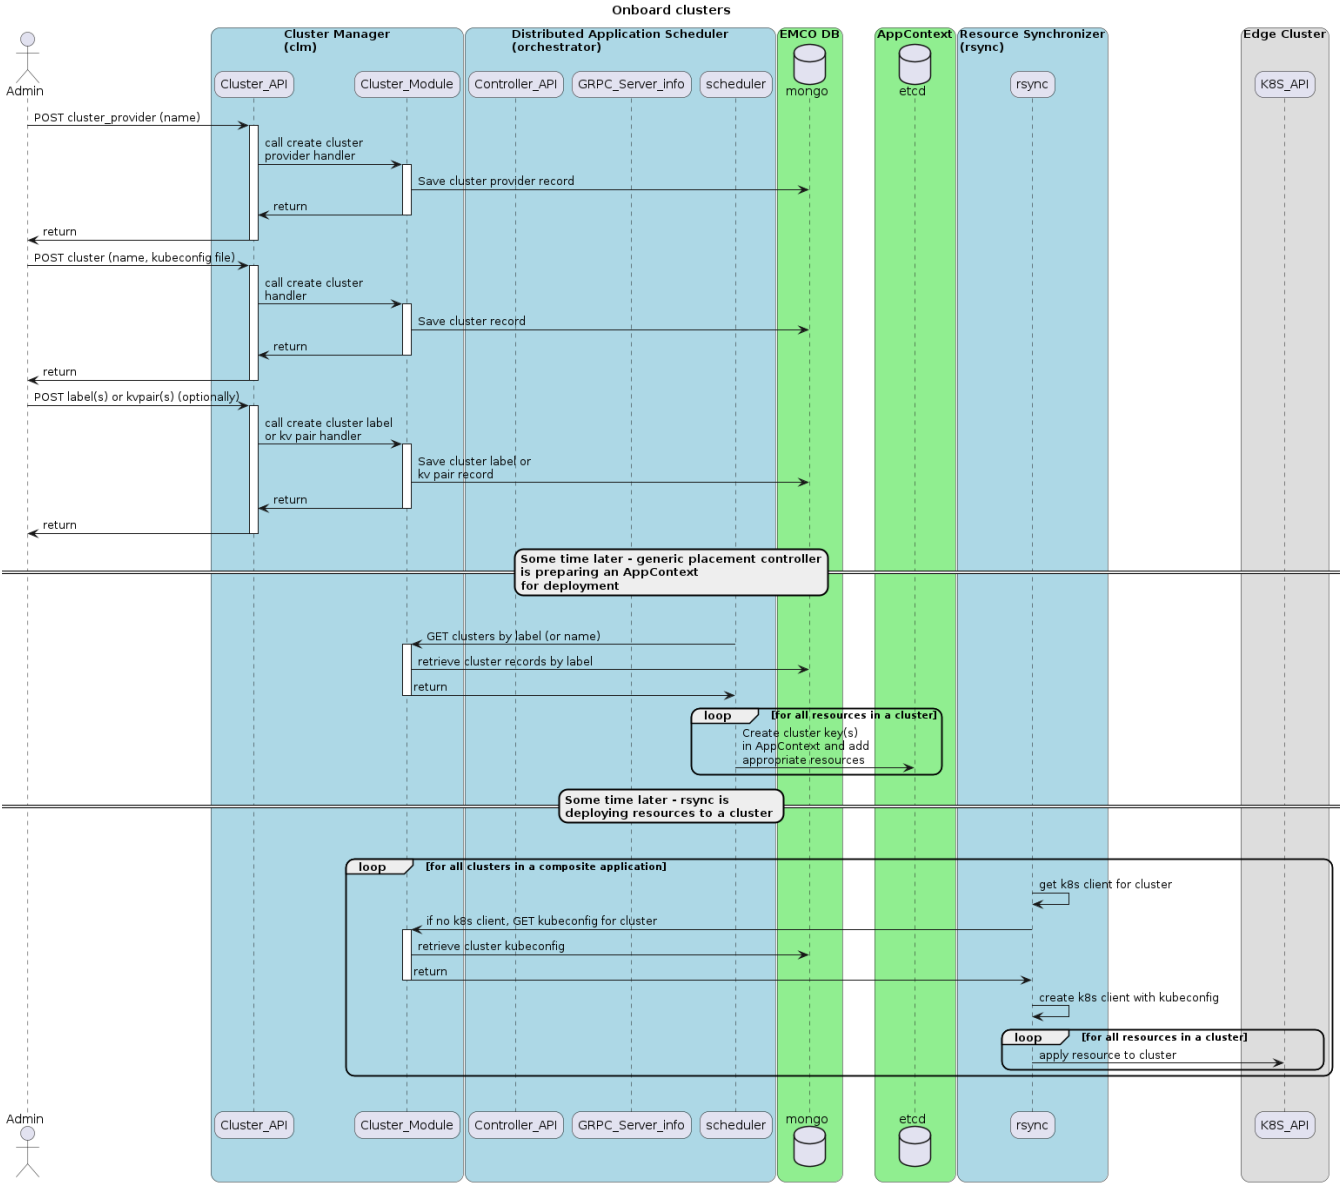 Onboard clusters
Cluster Manager
(clm)
Distributed Application Scheduler
(orchestrator)
EMCO DB
AppContext
Resource Synchronizer
(rsync)
Edge Cluster
Admin
Cluster_API
Cluster_Module
Controller_API
GRPC_Server_info
scheduler
mongo
etcd
rsync
K8S_API
POST cluster_provider (name)
call create cluster
provider handler
Save cluster provider record
return
return
POST cluster (name, kubeconfig file)
call create cluster
handler
Save cluster record
return
return
POST label(s) or kvpair(s) (optionally)
call create cluster label
or kv pair handler
Save cluster label or
kv pair record
return
return
Some time later - generic placement controller
is preparing an AppContext
for deployment
GET clusters by label (or name)
retrieve cluster records by label
return
loop
[for all resources in a cluster]
Create cluster key(s)
in AppContext and add
appropriate resources
Some time later - rsync is
deploying resources to a cluster
loop
[for all clusters in a composite application]
get k8s client for cluster
if no k8s client, GET kubeconfig for cluster
retrieve cluster kubeconfig
return
create k8s client with kubeconfig
loop
[for all resources in a cluster]
apply resource to cluster
Admin
Cluster_API
Cluster_Module
Controller_API
GRPC_Server_info
scheduler
mongo
etcd
rsync
K8S_API